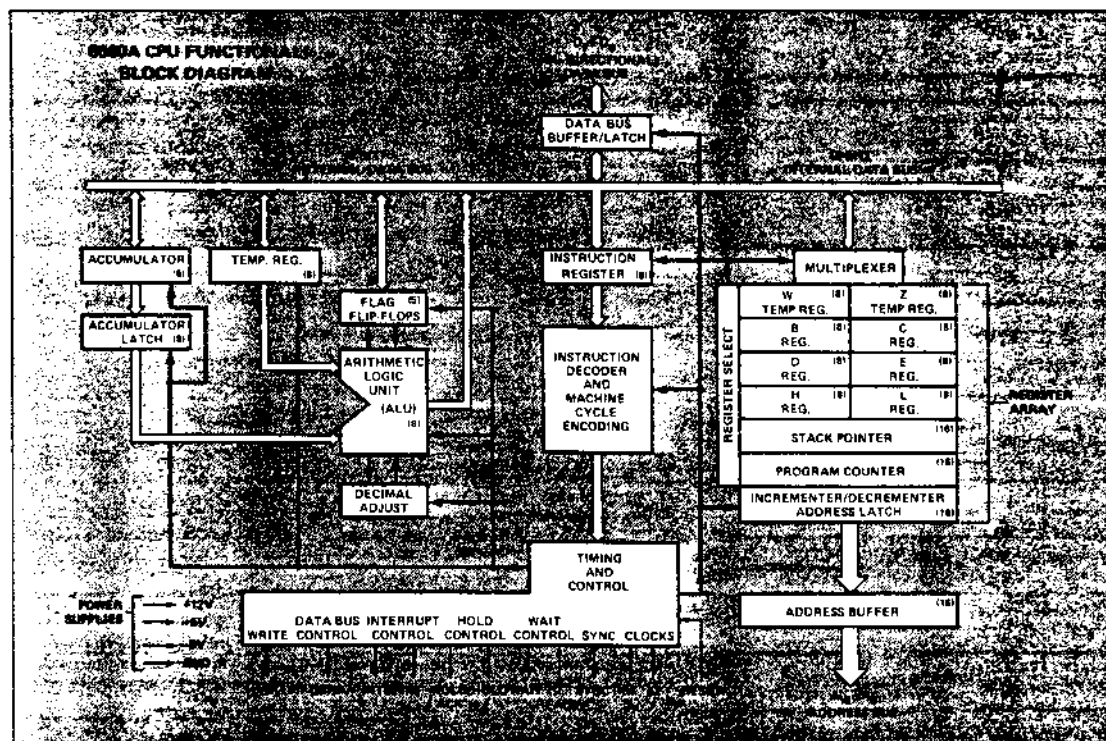 8080A CPU FUNCTIONAL
BLOCK DIAGRAM
DATA BUS
BUFFER/LATCH
INTERNAL DATA BUS
ACCUMULATOR
(8)
TEMP. REG.
(8)
INSTRUCTION
REGISTER (8)
MULTIPLEXER
ACCUMULATOR
LATCH (8)
FLAG (5)
FLIP-FLOPS
ARITHMETIC
LOGIC
UNIT
(ALU)
(8)
DECIMAL
ADJUST
INSTRUCTION
DECODER
AND
MACHINE
CYCLE
ENCODING
REGISTER SELECT
W (8)
TEMP REG.
Z (8)
TEMP REG.
B (8)
REG.
C (8)
REG.
D (8)
REG.
E (8)
REG.
H (8)
REG.
L (8)
REG.
STACK POINTER (16)
PROGRAM COUNTER (16)
INCREMENTER/DECREMENTER
ADDRESS LATCH (16)
REGISTER
ARRAY
TIMING
AND
CONTROL
DATA BUS INTERRUPT HOLD WAIT
WRITE CONTROL CONTROL CONTROL CONTROL SYNC CLOCKS
ADDRESS BUFFER (16)
POWER
SUPPLIES
+12V